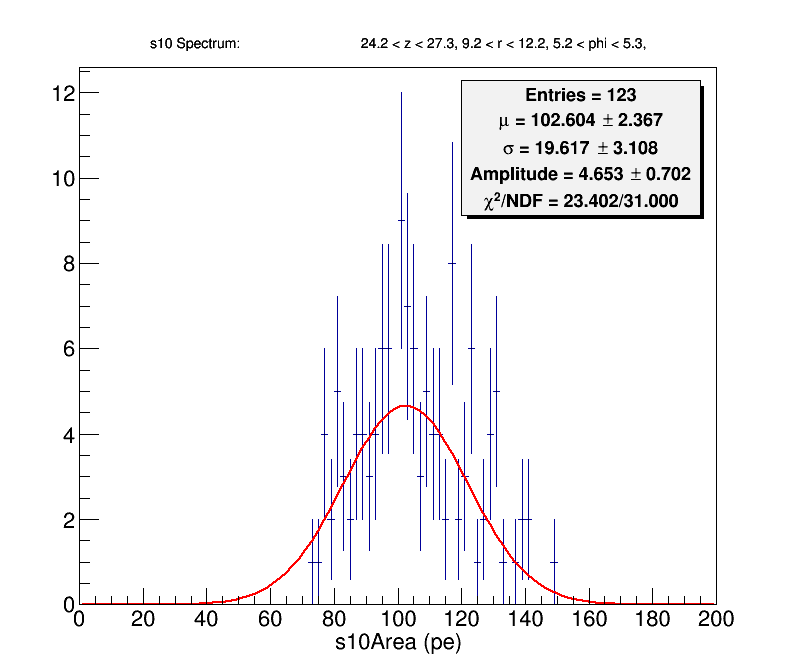 s10 Spectrum: 24.2 < z < 27.3, 9.2 < r < 12.2, 5.2 < phi < 5.3,
Entries = 123
μ = 102.604 ± 2.367
σ = 19.617 ± 3.108
Amplitude = 4.653 ± 0.702
χ²/NDF = 23.402/31.000
12
10
8
6
4
2
0
0 20 40 60 80 100 120 140 160 180 200
s10Area (pe)